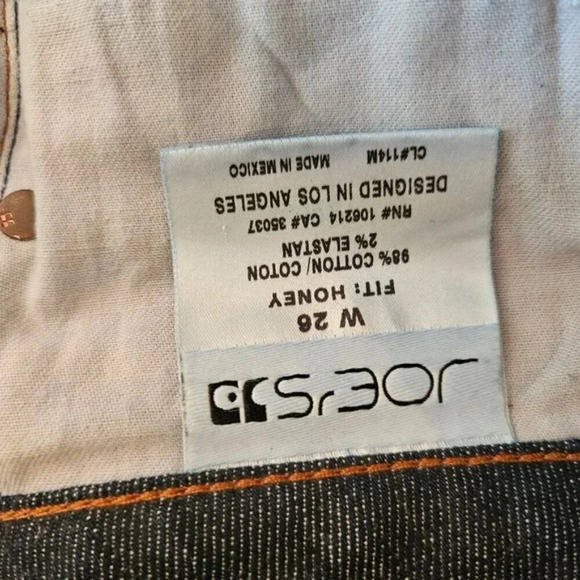 JOE'S
W 26
FIT: HONEY
98% COTTON/COTON
2% ELASTAN
RN# 106214 CA# 35037
DESIGNED IN LOS ANGELES
MADE IN MEXICO CL#114M